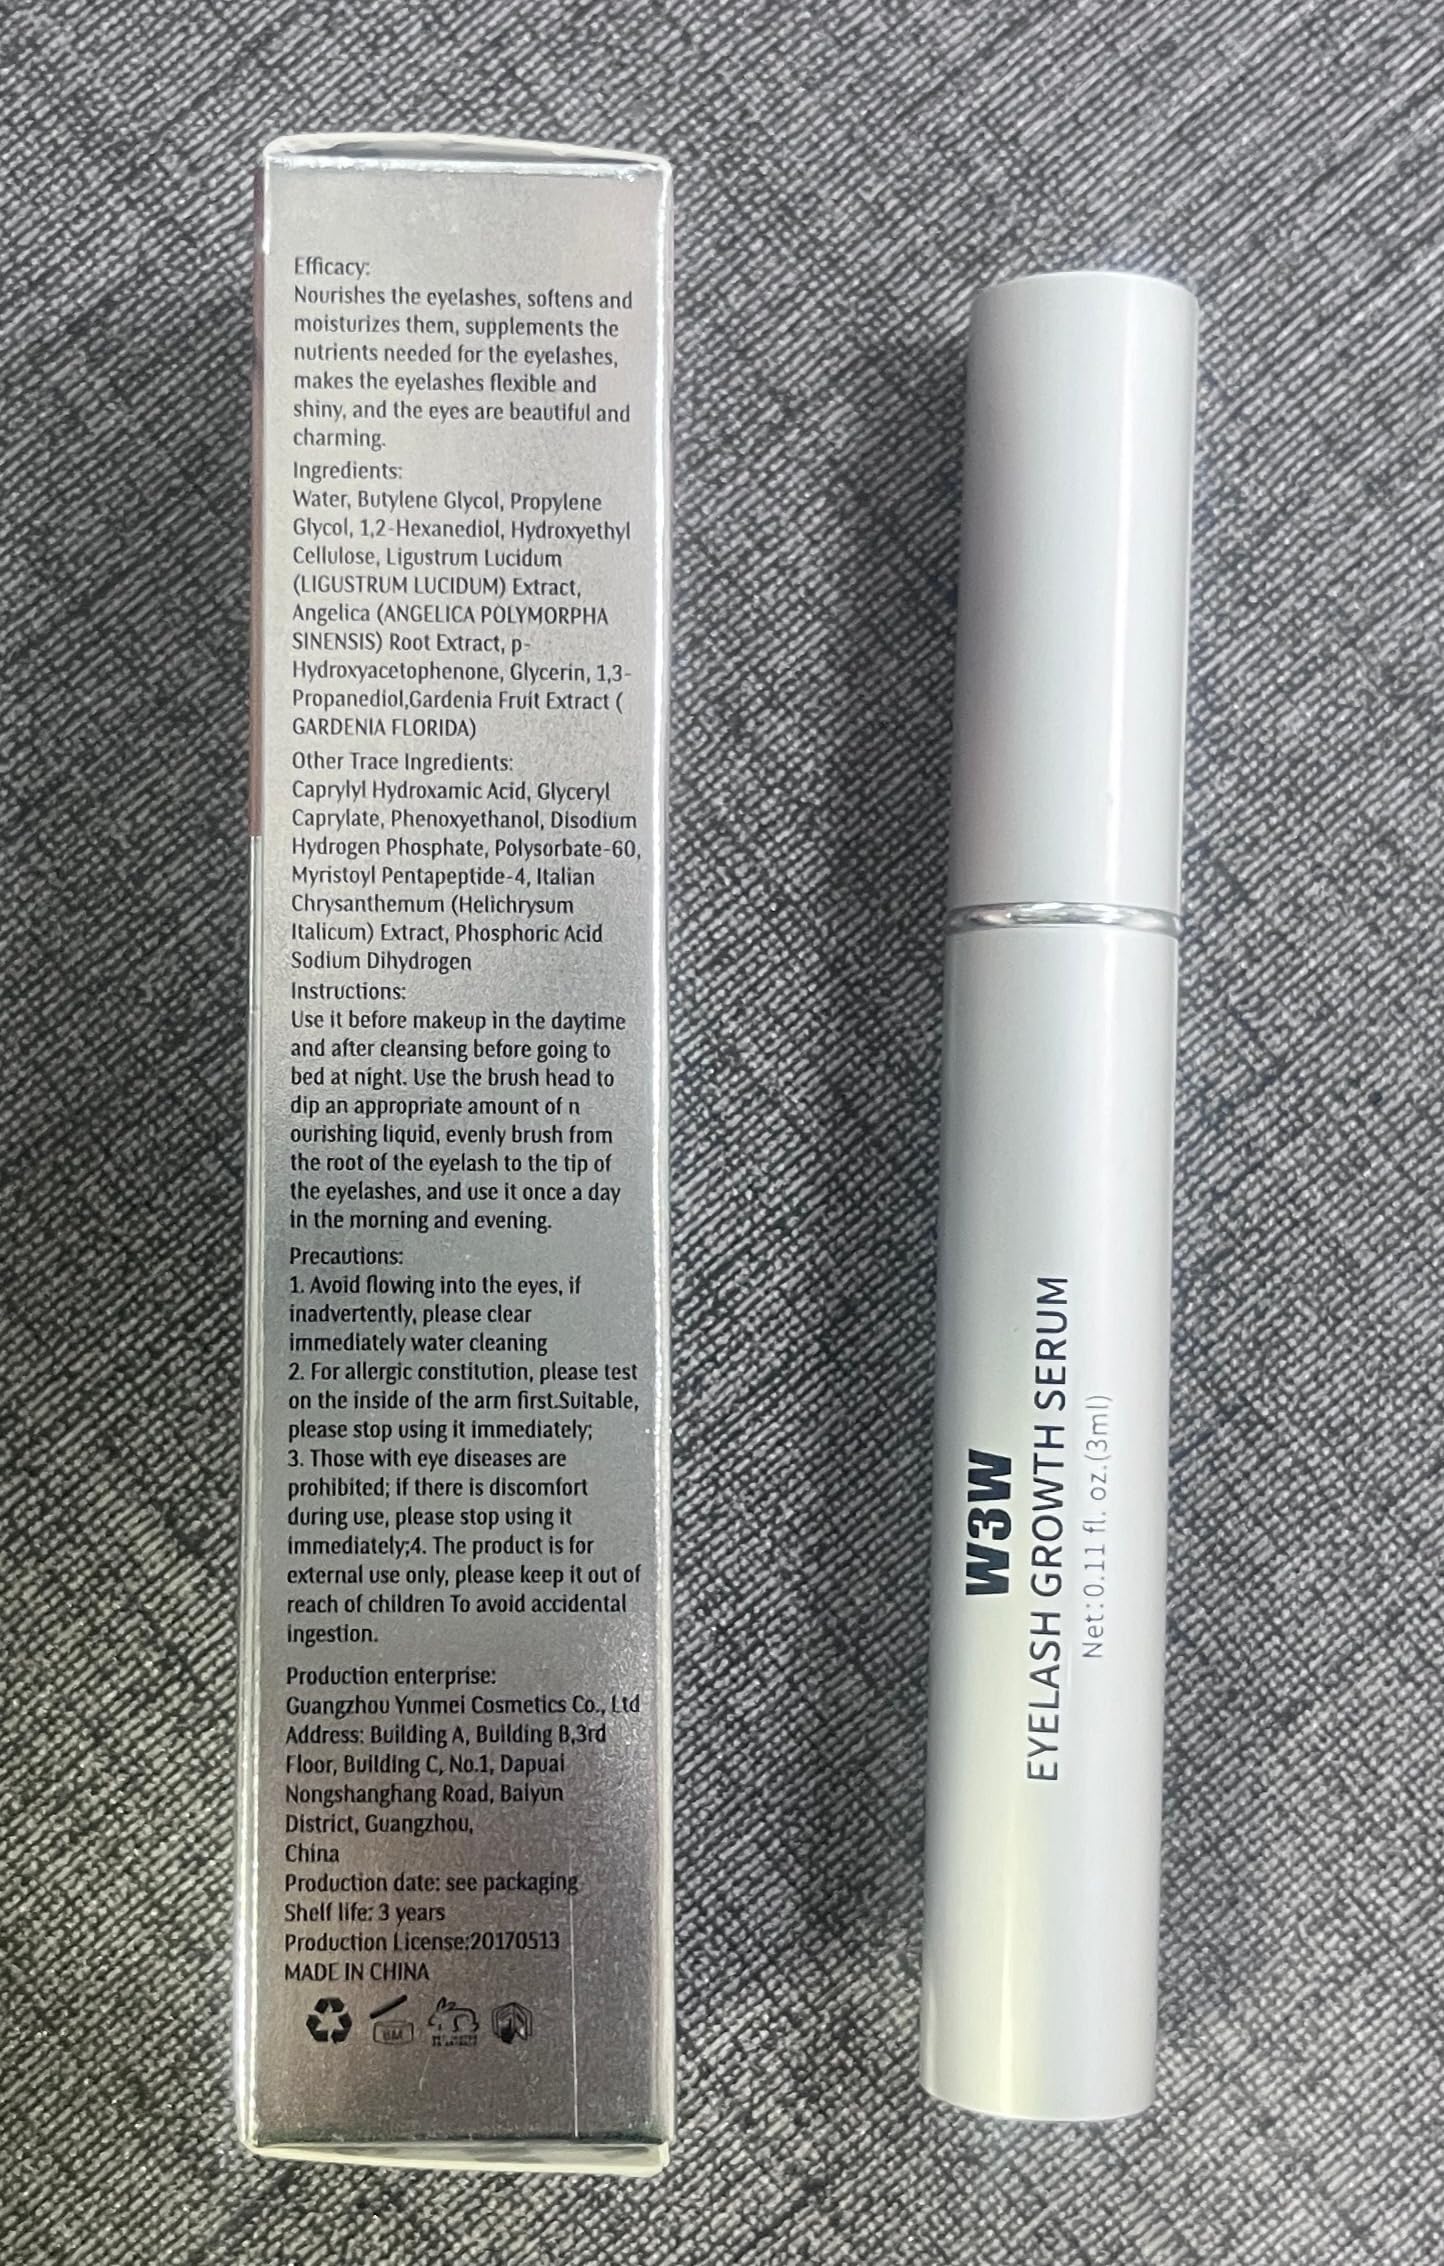 Efficacy:
Nourishes the eyelashes, softens and
moisturizes them, supplements the
nutrients needed for the eyelashes,
makes the eyelashes flexible and
shiny, and the eyes are beautiful and
charming.
Ingredients:
Water, Butylene Glycol, Propylene
Glycol, 1,2-Hexanediol, Hydroxyethyl
Cellulose, Ligustrum Lucidum
(LIGUSTRUM LUCIDUM) Extract,
Angelica (ANGELICA POLYMORPHA
SINENSIS) Root Extract, p-
Hydroxyacetophenone, Glycerin, 1,3-
Propanediol,Gardenia Fruit Extract (
GARDENIA FLORIDA)
Other Trace Ingredients:
Caprylyl Hydroxamic Acid, Glyceryl
Caprylate, Phenoxyethanol, Disodium
Hydrogen Phosphate, Polysorbate-60,
Myristoyl Pentapeptide-4, Italian
Chrysanthemum (Helichrysum
Italicum) Extract, Phosphoric Acid
Sodium Dihydrogen
Instructions:
Use it before makeup in the daytime
and after cleansing before going to
bed at night. Use the brush head to
dip an appropriate amount of n
ourishing liquid, evenly brush from
the root of the eyelash to the tip of
the eyelashes, and use it once a day
in the morning and evening.
Precautions:
1. Avoid flowing into the eyes, if
inadvertently, please clear
immediately water cleaning
2. For allergic constitution, please test
on the inside of the arm first.Suitable,
please stop using it immediately;
3. Those with eye diseases are
prohibited; if there is discomfort
during use, please stop using it
immediately;4. The product is for
external use only, please keep it out of
reach of children To avoid accidental
ingestion.
Production enterprise:
Guangzhou Yunmei Cosmetics Co., Ltd
Address: Building A, Building B,3rd
Floor, Building C, No.1, Dapuai
Nongshanghang Road, Baiyun
District, Guangzhou,
China
Production date: see packaging
Shelf life: 3 years
Production License:20170513
MADE IN CHINA
W3W
EYELASH GROWTH SERUM
Net:0.11 fl. oz.(3ml)